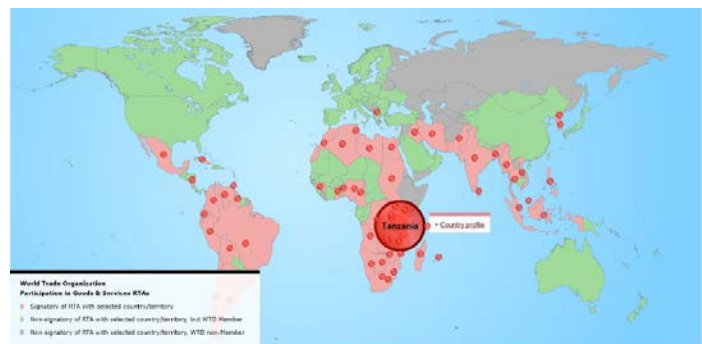 Tanzania
• Country profile
World Trade Organization
Participation in Goods & Services RTAs
Signatory of RTA with selected country/territory
Non-signatory of RTA with selected country/territory, but WTO Member
Non-signatory of RTA with selected country/territory, WTO non-Member